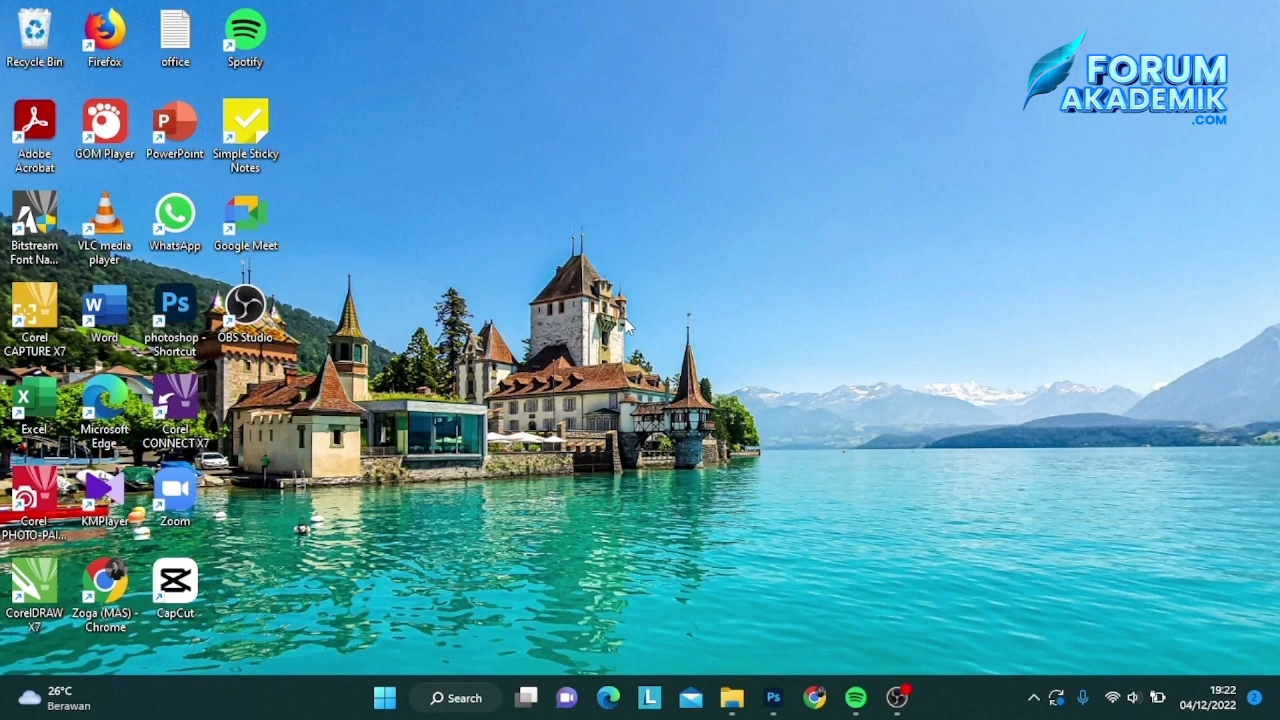 Recycle Bin
Firefox
office
Spotify
FORUM
AKADEMIK
.COM
Adobe
Acrobat
GOM Player
PowerPoint
Simple Sticky
Notes
Bitstream
Font Na...
VLC media
player
WhatsApp
Google Meet
Corel
CAPTURE X7
Word
photoshop -
Shortcut
OBS Studio
Excel
Microsoft
Edge
Corel
CONNECT X7
Corel
PHOTO-PAI...
KMPlayer
Zoom
CorelDRAW
X7
Zoga (MAS) -
Chrome
CapCut
26°C
Berawan
Search
19:22
04/12/2022
2